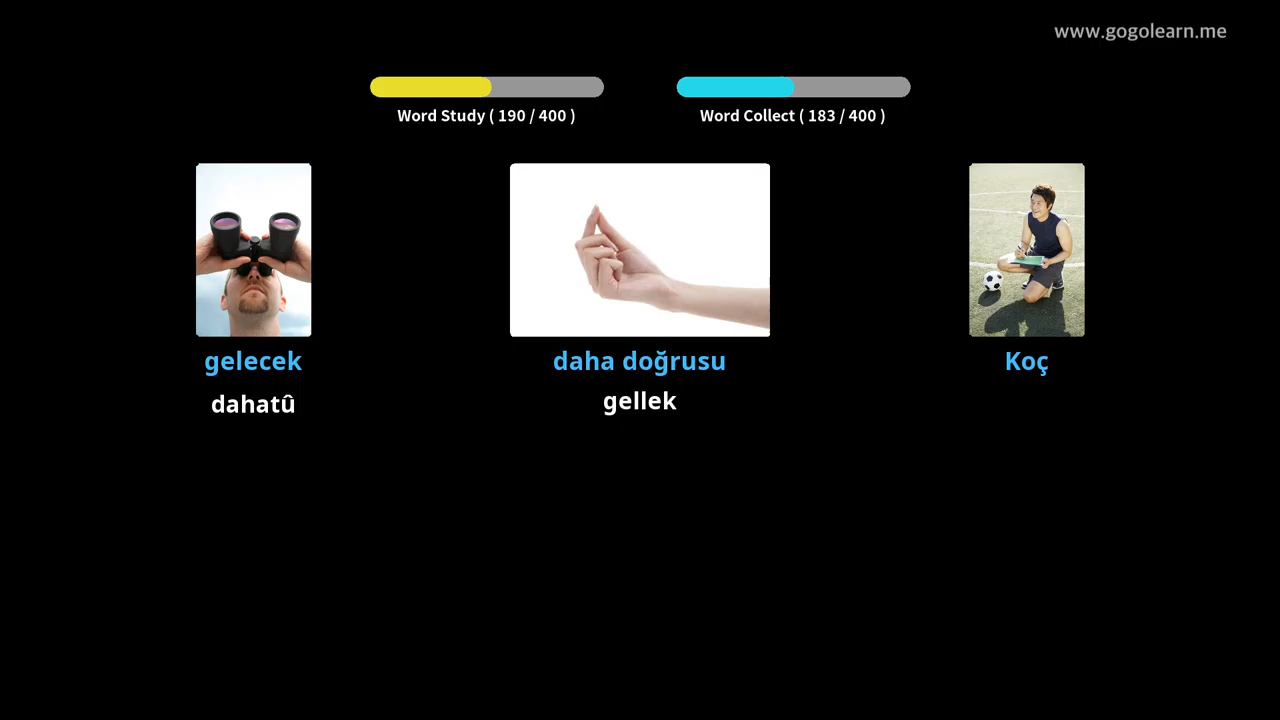 www.gogolearn.me
Word Study ( 190 / 400 )
Word Collect ( 183 / 400 )
gelecek
daha doğrusu
Koç
dahatû
gellek